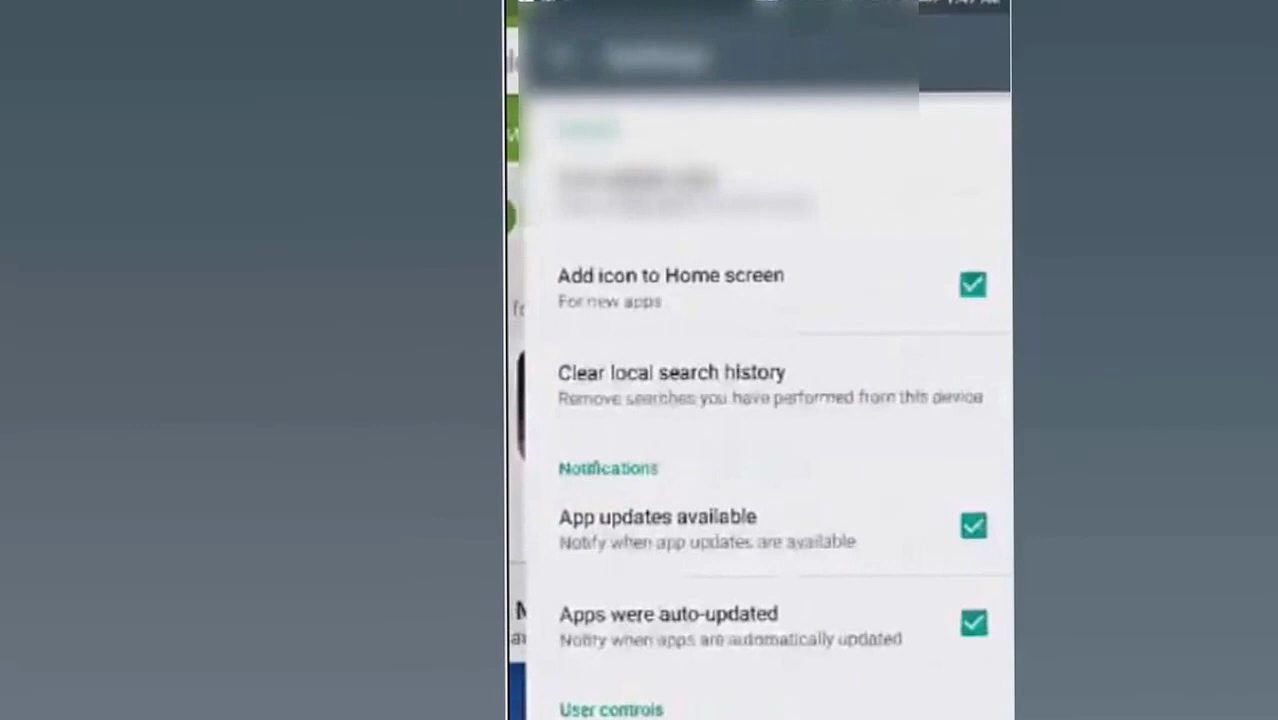 Add icon to Home screen
For new apps
Clear local search history
Remove searches you have performed from this device
Notifications
App updates available
Notify when app updates are available
Apps were auto-updated
Notify when apps are automatically updated
User controls